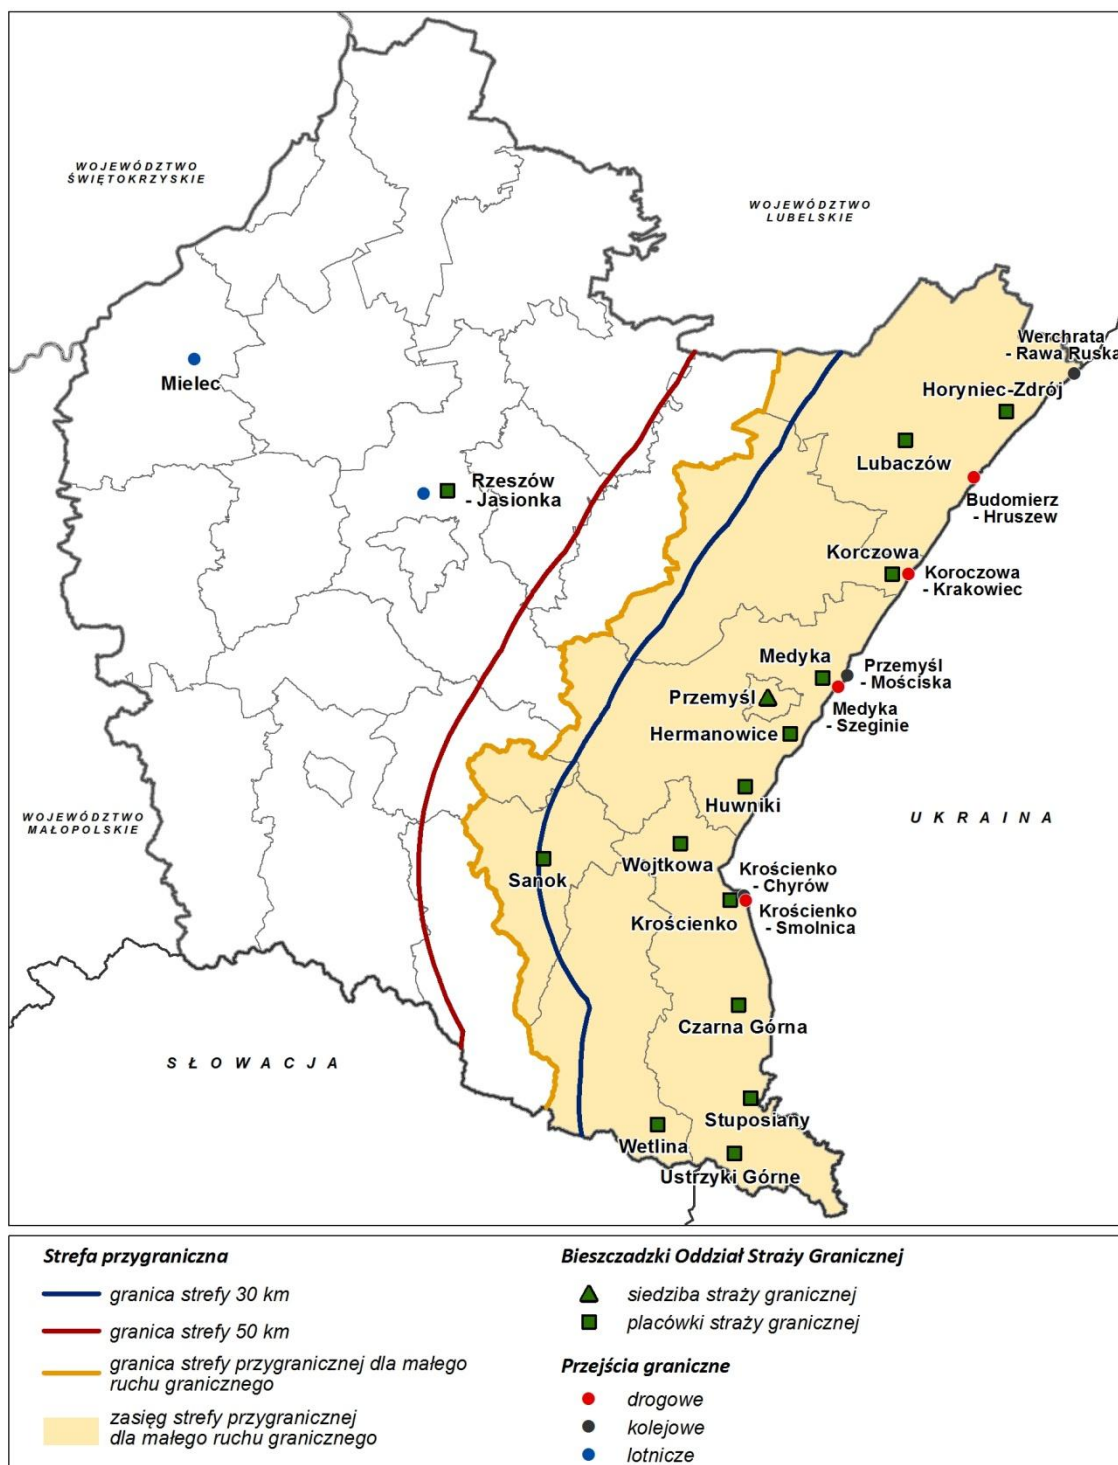 WOJEWÓDZTWO
ŚWIĘTOKRZYSKIE
WOJEWÓDZTWO
LUBELSKIE
Werchrata
- Rawa Ruska
Mielec
Horyniec-Zdrój
Lubaczów
Rzeszów
- Jasionka
Budomierz
- Hruszew
Korczowa
Koroczowa
- Krakowiec
Medyka
Przemyśl
- Mościska
Przemyśl
Medyka
- Szeginie
Hermanowice
Huwniki
WOJEWÓDZTWO
MAŁOPOLSKIE
UKRAINA
Wojtkowa
Sanok
Krościenko
- Chyrów
Krościenko
Krościenko
- Smolnica
Czarna Górna
SŁOWACJA
Stuposiany
Wetlina
Ustrzyki Górne
Strefa przygraniczna
granica strefy 30 km
granica strefy 50 km
granica strefy przygranicznej dla małego
ruchu granicznego
zasięg strefy przygranicznej
dla małego ruchu granicznego
Bieszczadzki Oddział Straży Granicznej
siedziba straży granicznej
placówki straży granicznej
Przejścia graniczne
drogowe
kolejowe
lotnicze